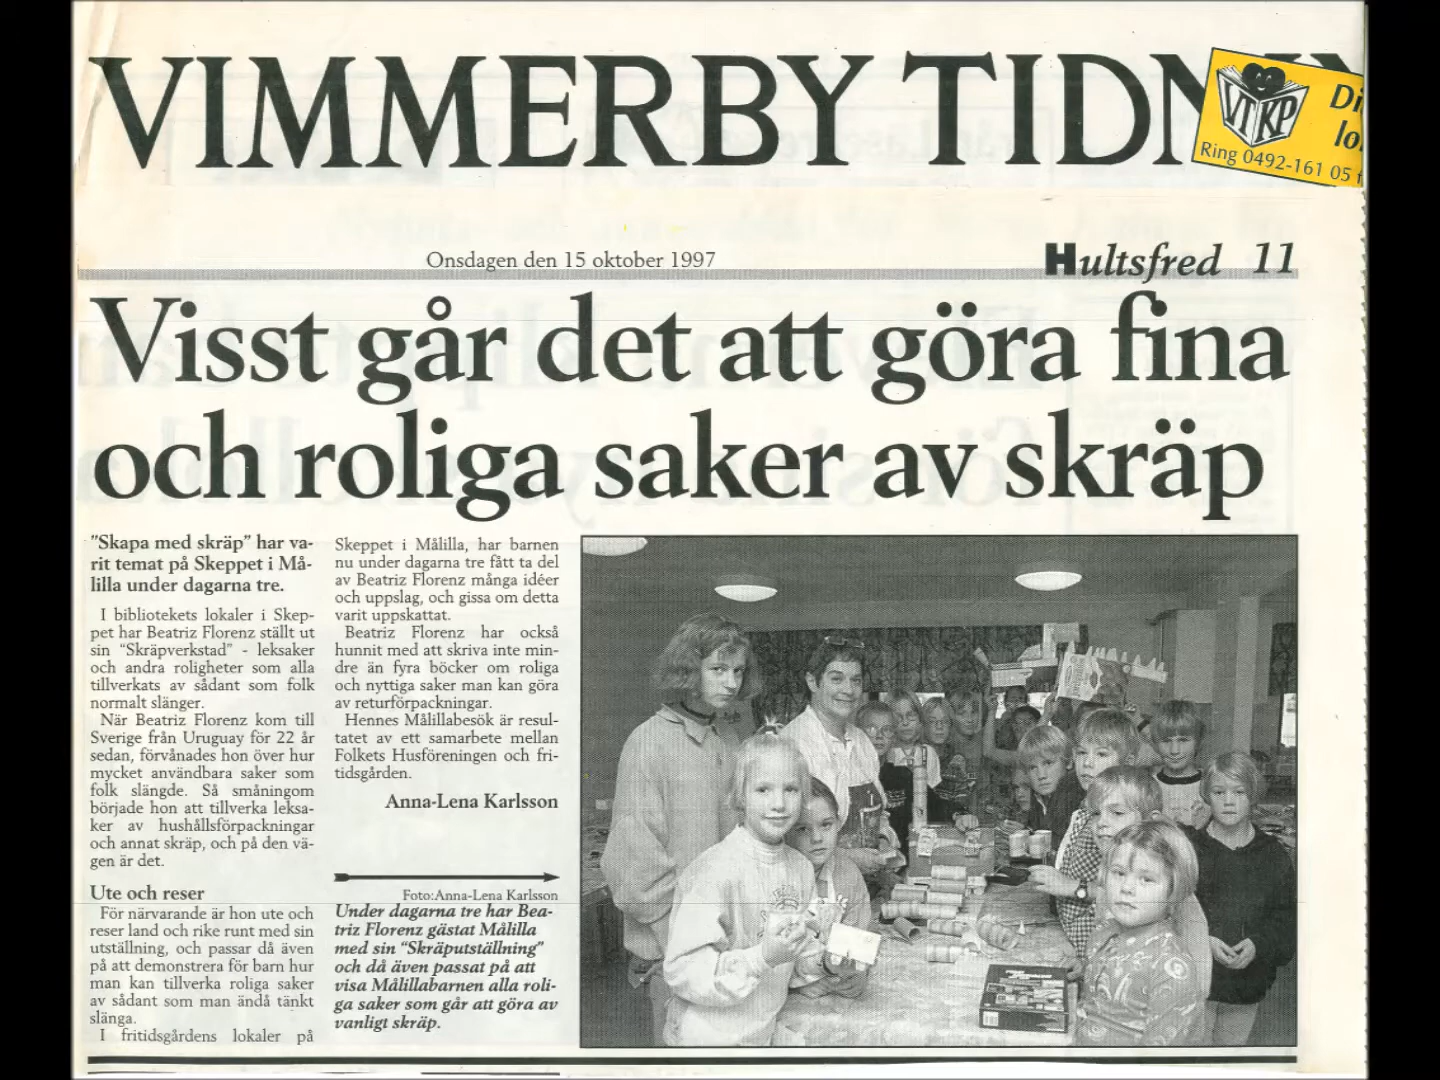 VIMMERBY TIDN
VT KP
Di
lo
Ring 0492-161 05 f
Onsdagen den 15 oktober 1997
Hultsfred 11
Visst går det att göra fina
och roliga saker av skräp
"Skapa med skräp" har va-
rit temat på Skeppet i Må-
lilla under dagarna tre.
I bibliotekets lokaler i Skep-
pet har Beatriz Florenz ställt ut
sin "Skräpverkstad" - leksaker
och andra roligheter som alla
tillverkats av sådant som folk
normalt slänger.
När Beatriz Florenz kom till
Sverige från Uruguay för 22 år
sedan, förvånades hon över hur
mycket användbara saker som
folk slängde. Så småningom
började hon att tillverka leksa-
ker av hushållsförpackningar
och annat skräp, och på den vä-
gen är det.
Ute och reser
För närvarande är hon ute och
reser land och rike runt med sin
utställning, och passar då även
på att demonstrera för barn hur
man kan tillverka roliga saker
av sådant som man ändå tänkt
slänga.
I fritidsgårdens lokaler på
Skeppet i Målilla, har barnen
nu under dagarna tre fått ta del
av Beatriz Florenz många idéer
och uppslag, och gissa om detta
varit uppskattat.
Beatriz Florenz har också
hunnit med att skriva inte min-
dre än fyra böcker om roliga
och nyttiga saker man kan göra
av returförpackningar.
Hennes Målillabesök är resul-
tatet av ett samarbete mellan
Folkets Husföreningen och fri-
tidsgården.
Anna-Lena Karlsson
Foto:Anna-Lena Karlsson
Under dagarna tre har Bea-
triz Florenz gästat Målilla
med sin "Skräputställning"
och då även passat på att
visa Målillabarnen alla roli-
ga saker som går att göra av
vanligt skräp.